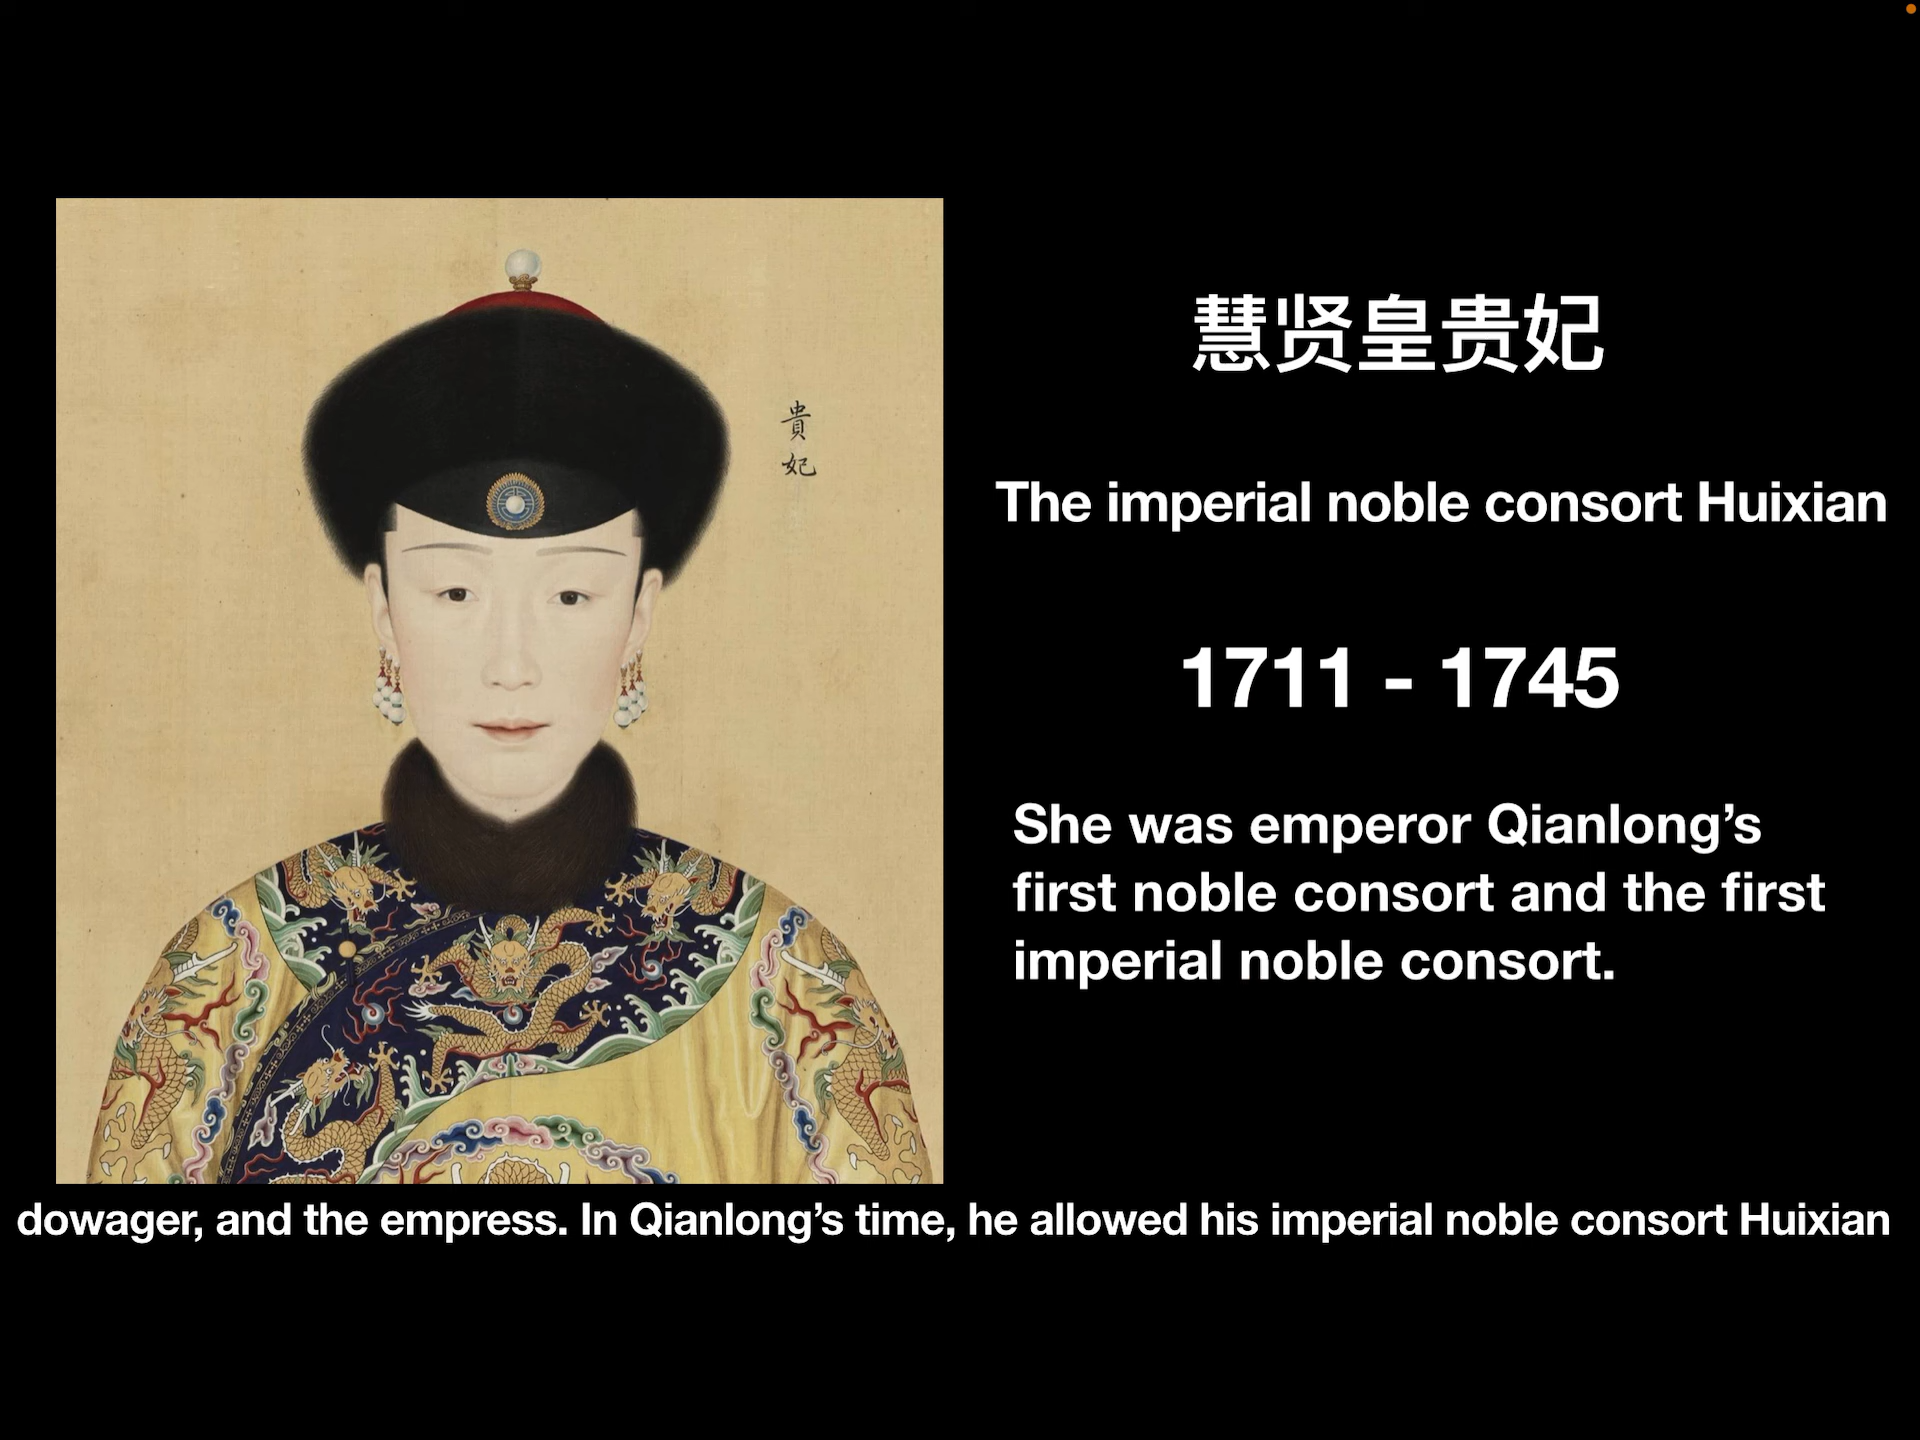 貴妃
慧贤皇贵妃
The imperial noble consort Huixian
1711 - 1745
She was emperor Qianlong’s
first noble consort and the first
imperial noble consort.
dowager, and the empress. In Qianlong’s time, he allowed his imperial noble consort Huixian